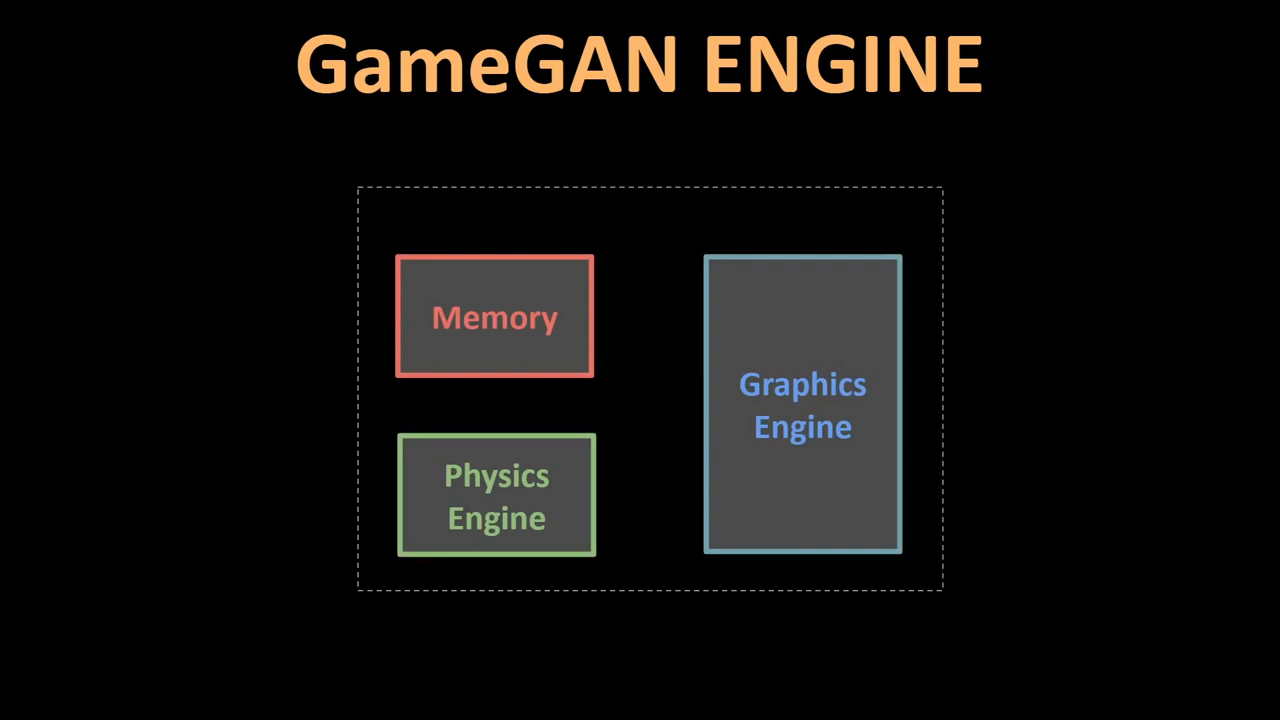 GameGAN ENGINE
Memory
Physics
Engine
Graphics
Engine